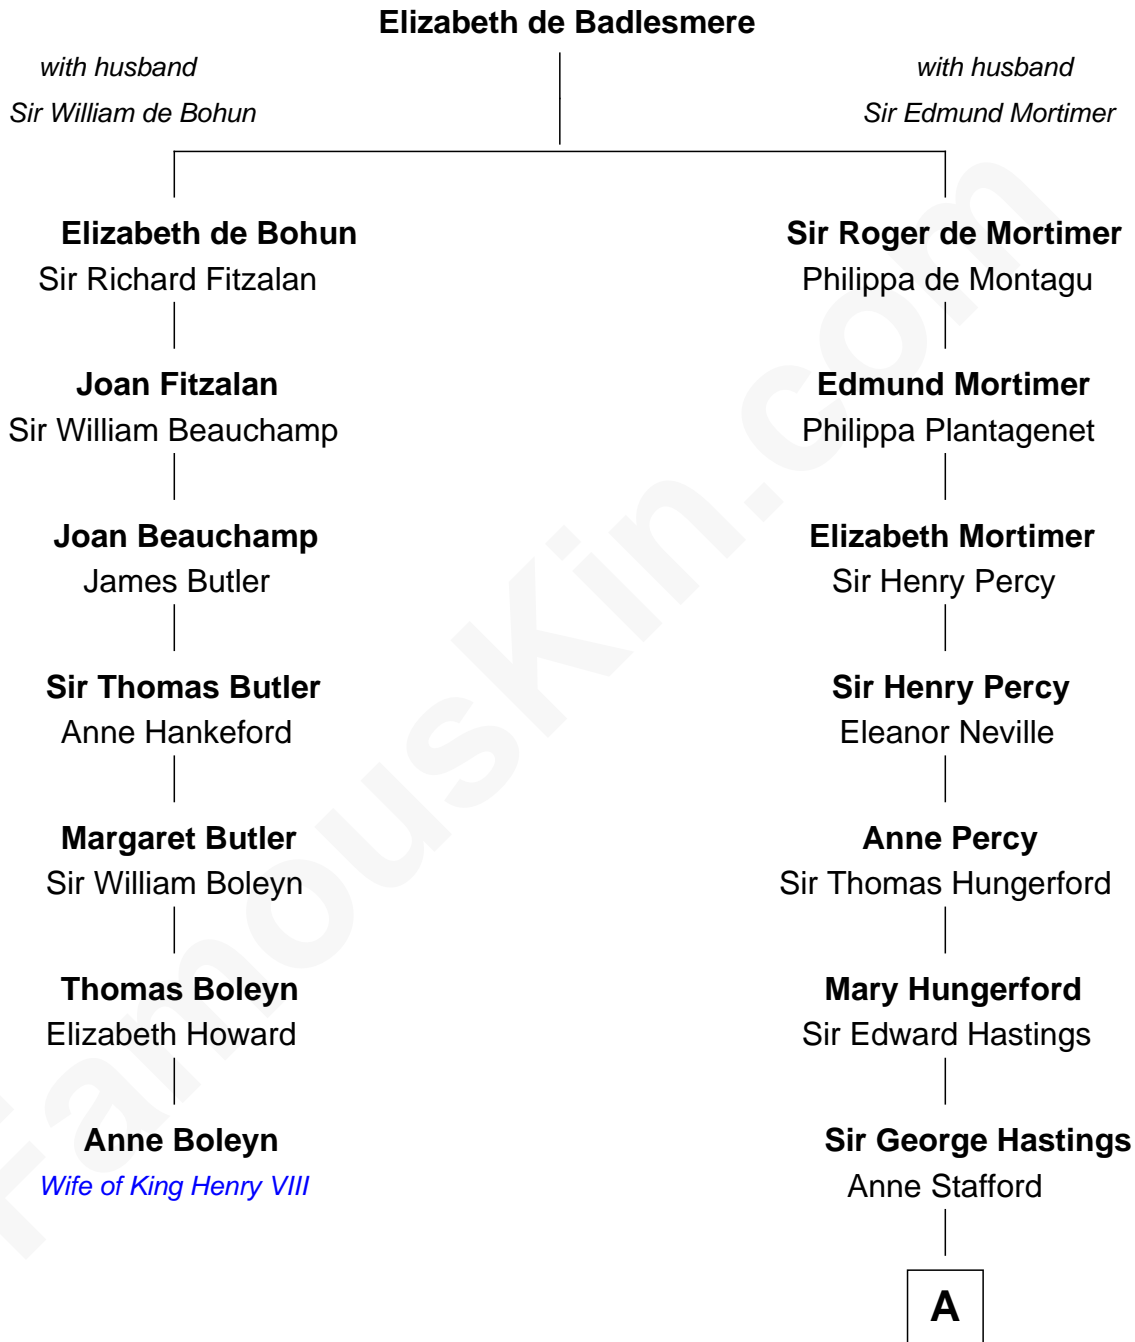 Elizabeth de Badlesmere
with husband
Sir William de Bohun
with husband
Sir Edmund Mortimer
Elizabeth de Bohun
Sir Richard Fitzalan
Joan Fitzalan
Sir William Beauchamp
Joan Beauchamp
James Butler
Sir Thomas Butler
Anne Hankeford
Margaret Butler
Sir William Boleyn
Thomas Boleyn
Elizabeth Howard
Anne Boleyn
Wife of King Henry VIII
Sir Roger de Mortimer
Philippa de Montagu
Edmund Mortimer
Philippa Plantagenet
Elizabeth Mortimer
Sir Henry Percy
Sir Henry Percy
Eleanor Neville
Anne Percy
Sir Thomas Hungerford
Mary Hungerford
Sir Edward Hastings
Sir George Hastings
Anne Stafford
A
FamousKin.com